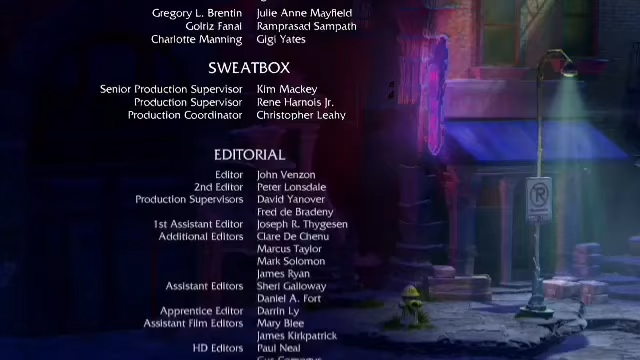 Gregory L. Brentin Julie Anne Mayfield
Golriz Fanai Ramprasad Sampath
Charlotte Manning Gigi Yates
SWEATBOX
Senior Production Supervisor Kim Mackey
Production Supervisor Rene Harnois Jr.
Production Coordinator Christopher Leahy
EDITORIAL
Editor John Venzon
2nd Editor Peter Lonsdale
Production Supervisors David Yanover
Fred de Bradeny
1st Assistant Editor Joseph R. Thygesen
Additional Editors Clare De Chenu
Marcus Taylor
Mark Solomon
James Ryan
Assistant Editors Sheri Galloway
Daniel A. Fort
Apprentice Editor Darrin Ly
Assistant Film Editors Mary Blee
James Kirkpatrick
HD Editors Paul Neal